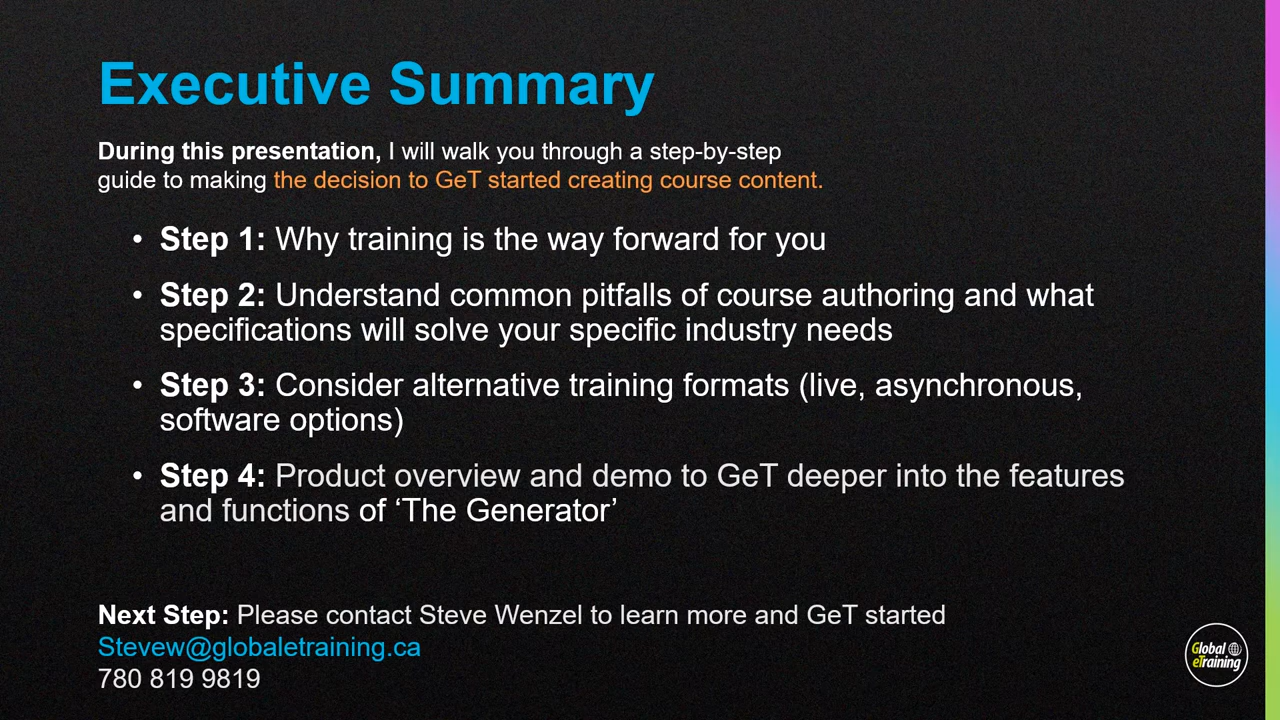 Executive Summary
During this presentation, I will walk you through a step-by-step
guide to making the decision to GeT started creating course content.
• Step 1: Why training is the way forward for you
• Step 2: Understand common pitfalls of course authoring and what
specifications will solve your specific industry needs
• Step 3: Consider alternative training formats (live, asynchronous,
software options)
• Step 4: Product overview and demo to GeT deeper into the features
and functions of ‘The Generator’
Next Step: Please contact Steve Wenzel to learn more and GeT started
Stevew@globaletraining.ca
780 819 9819
Global
eTraining